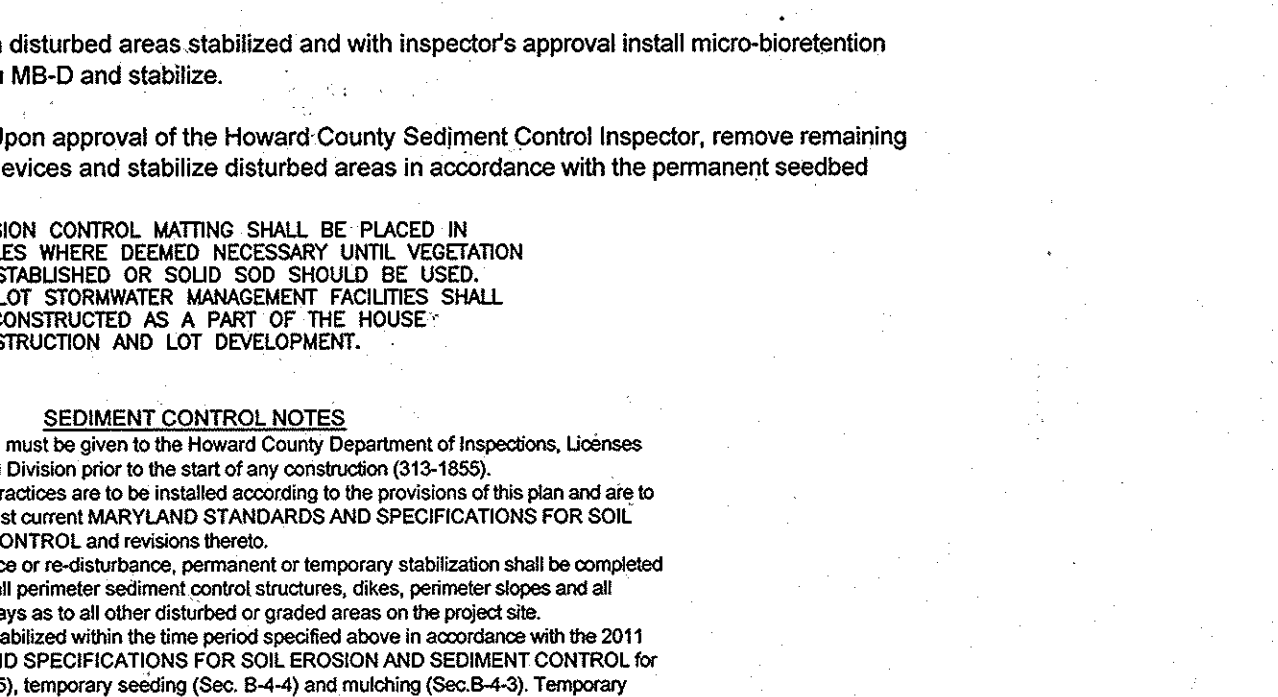 disturbed areas stabilized and with inspector's approval install micro-bioretention
MB-D and stabilize.
Upon approval of the Howard County Sediment Control Inspector, remove remaining
evices and stabilize disturbed areas in accordance with the permanent seedbed
SION CONTROL MATTING SHALL BE PLACED IN
LES WHERE DEEMED NECESSARY UNTIL VEGETATION
STABLISHED OR SOLID SOD SHOULD BE USED.
LOT STORMWATER MANAGEMENT FACILITIES SHALL
CONSTRUCTED AS A PART OF THE HOUSE
STRUCTION AND LOT DEVELOPMENT.
SEDIMENT CONTROL NOTES
must be given to the Howard County Department of Inspections, Licenses
Division prior to the start of any construction (313-1855).
ractices are to be installed according to the provisions of this plan and are to
st current MARYLAND STANDARDS AND SPECIFICATIONS FOR SOIL
ONTROL and revisions thereto.
ce or re-disturbance, permanent or temporary stabilization shall be completed
all perimeter sediment control structures, dikes, perimeter slopes and all
ays as to all other disturbed or graded areas on the project site.
abilized within the time period specified above in accordance with the 2011
ND SPECIFICATIONS FOR SOIL EROSION AND SEDIMENT CONTROL for
5), temporary seeding (Sec. B-4-4) and mulching (Sec.B-4-3). Temporary